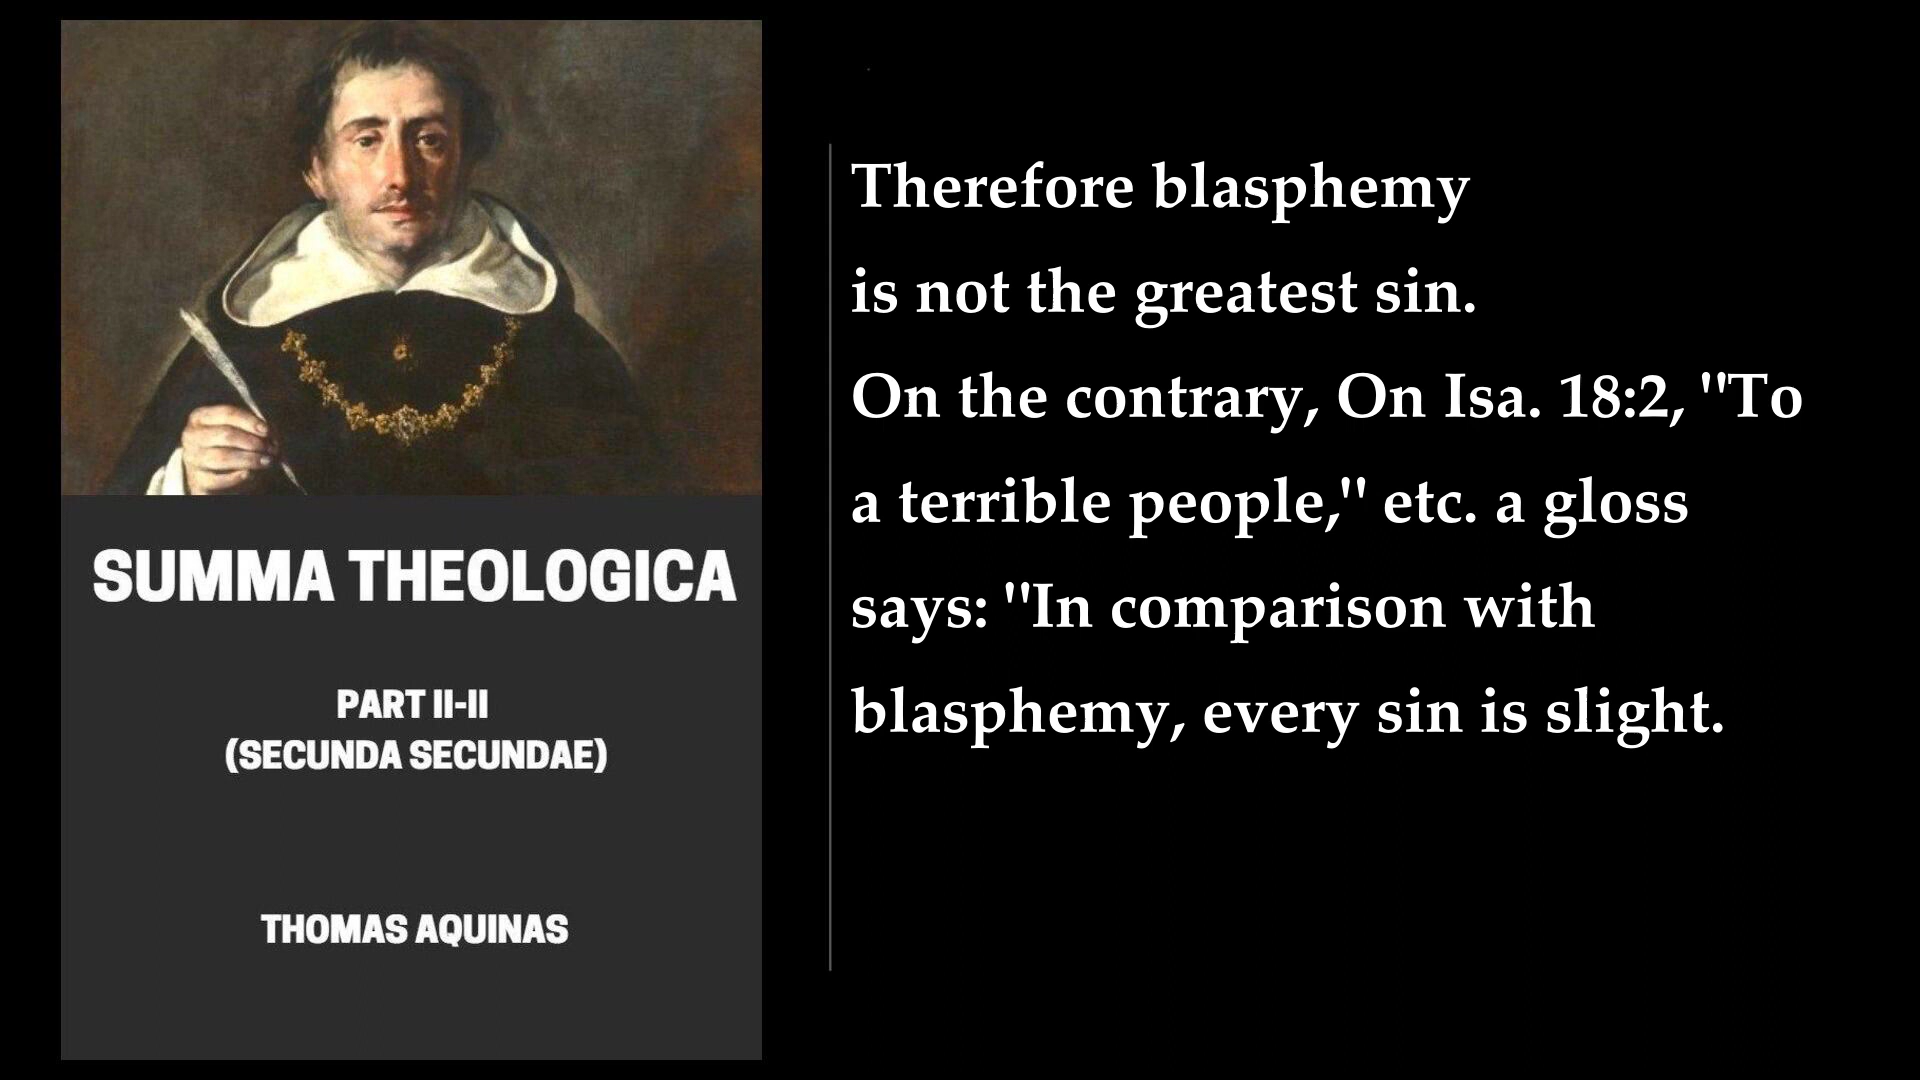 SUMMA THEOLOGICA
PART II-II
(SECUNDA SECUNDAE)
THOMAS AQUINAS
Therefore blasphemy
is not the greatest sin.
On the contrary, On Isa. 18:2, "To
a terrible people," etc. a gloss
says: "In comparison with
blasphemy, every sin is slight.